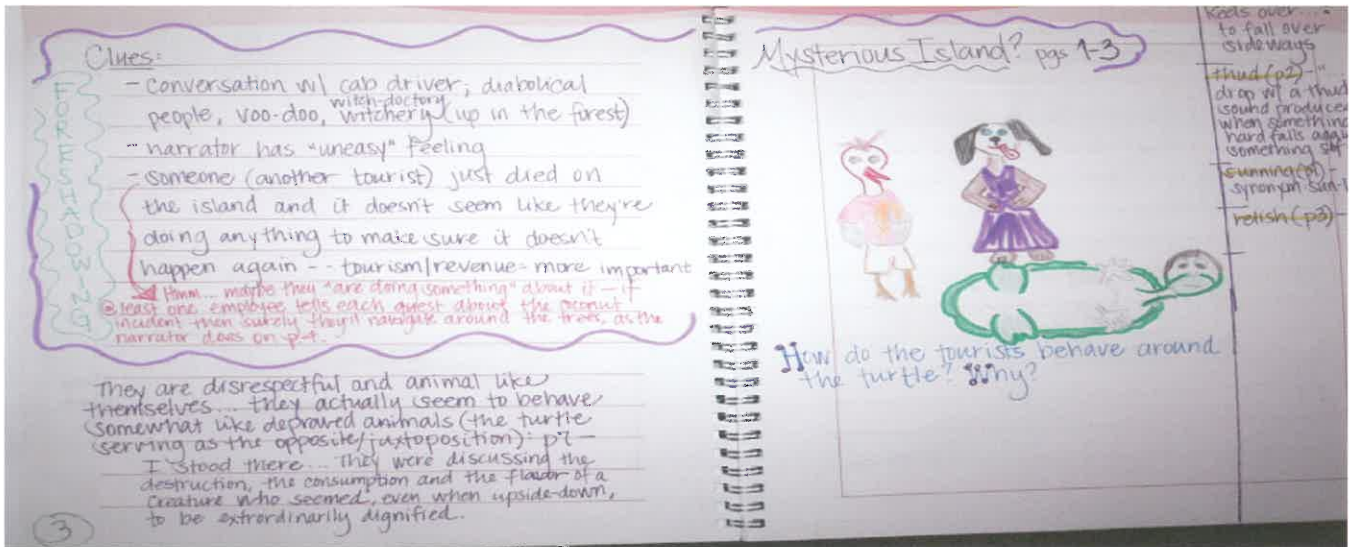 Clues:
FORESHADOWING
- conversation w/ cab driver; diabolical
witch-doctory
people, voo-doo, witchery (up in the forest)
- narrator has "uneasy" feeling
- someone (another tourist) just died on
the island and it doesn't seem like they're
doing anything to make sure it doesn't
happen again -- tourism/revenue = more important
Hmm... maybe they "are doing something" about it - if
@ least one employee tells each guest about the
incident then surely they'll navigate around the trees, as the
narrator does on p.
They are disrespectful and animal like
themselves... they actually seem to behave
somewhat like depraved animals (the turtle
serving as the opposite/juxtoposition): p7 -
I stood there... They were discussing the
destruction, the consumption and the flavor of a
creature who seemed, even when upside-down,
to be extrordinarily dignified.
3
Mysterious Island? pgs 1-3
How do the tourists behave around
the turtle? Why?
keels over...
to fall over
sideways
thud (p2) -
drop w/ a thud
sound produce
when something
hard falls aga
something sof
sunning (p1) -
synonym sun-
relish (p3) -